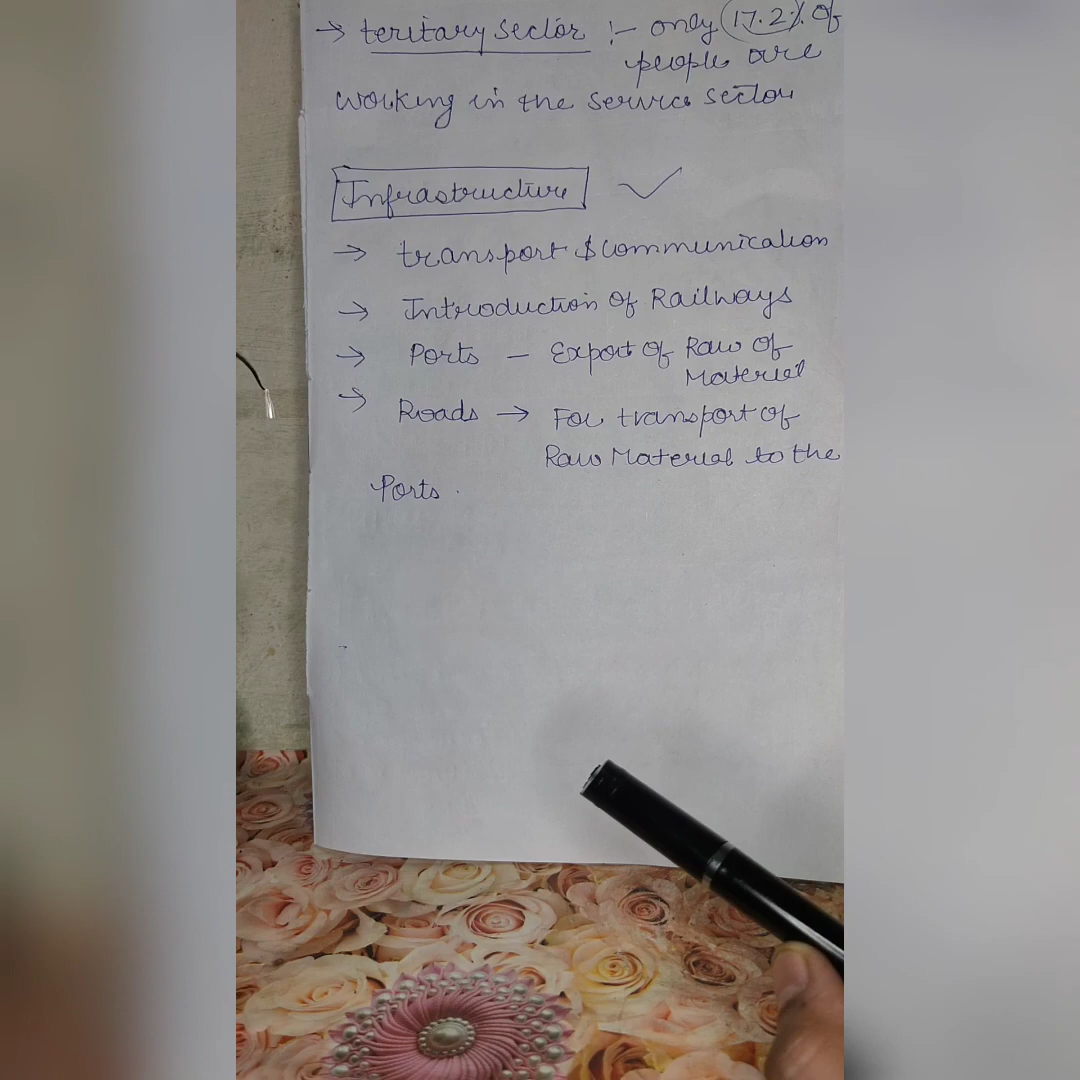 → teritary sector :- only 17.2% of
people are
working in the service sector
Infrastructure ✓
→ transport & communication
→ Introduction of Railways
→ Ports – Export of Raw of
Material
→ Roads → For transport of
Raw Material to the
Ports.